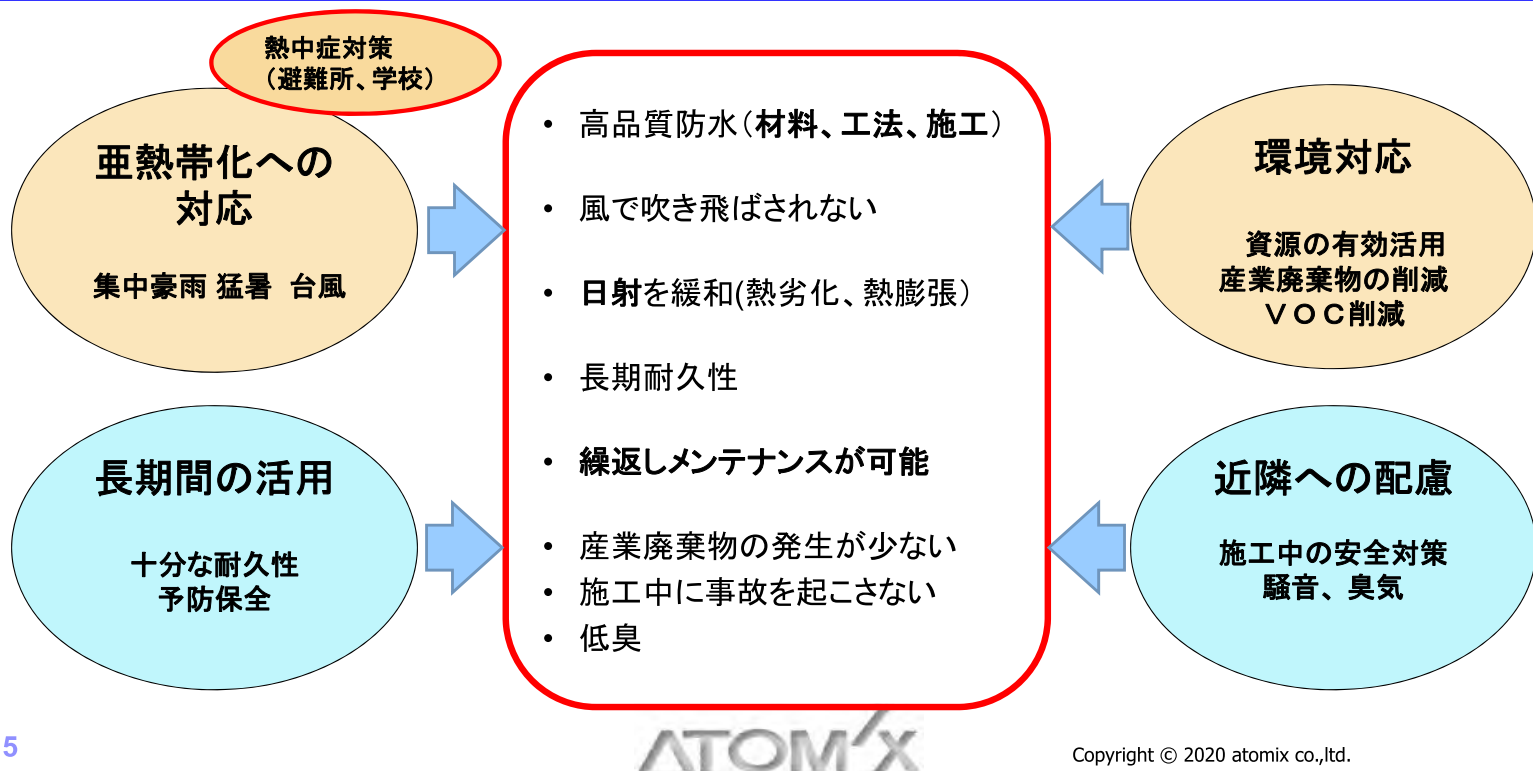 熱中症対策
（避難所、学校）
亜熱帯化への
対応
集中豪雨 猛暑 台風
長期間の活用
十分な耐久性
予防保全
• 高品質防水（材料、工法、施工）
• 風で吹き飛ばされない
• 日射を緩和(熱劣化、熱膨張）
• 長期耐久性
• 繰返しメンテナンスが可能
• 産業廃棄物の発生が少ない
• 施工中に事故を起こさない
• 低臭
環境対応
資源の有効活用
産業廃棄物の削減
ＶＯＣ削減
近隣への配慮
施工中の安全対策
騒音、臭気
5
ATOM'X
Copyright © 2020 atomix co.,ltd.